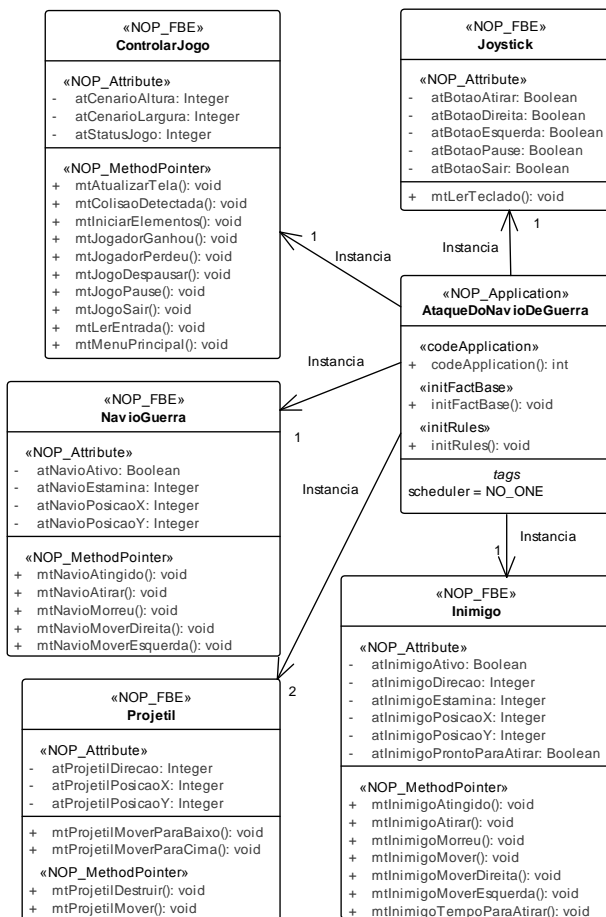 «NOP_FBE»
ControlarJogo
«NOP_Attribute»
- atCenarioAltura: Integer
- atCenarioLargura: Integer
- atStatusJogo: Integer
«NOP_MethodPointer»
+ mtAtualizarTela(): void
+ mtColisaoDetectada(): void
+ mtIniciarElementos(): void
+ mtJogadorGanhou(): void
+ mtJogadorPerdeu(): void
+ mtJogoDespausar(): void
+ mtJogoPause(): void
+ mtJogoSair(): void
+ mtLerEntrada(): void
+ mtMenuPrincipal(): void
«NOP_FBE»
Joystick
«NOP_Attribute»
- atBotaoAtirar: Boolean
- atBotaoDireita: Boolean
- atBotaoEsquerda: Boolean
- atBotaoPause: Boolean
- atBotaoSair: Boolean
+ mtLerTeclado(): void
1
Instancia
1
Instancia
«NOP_Application»
AtaqueDoNavioDeGuerra
«codeApplication»
+ codeApplication(): int
«initFactBase»
+ initFactBase(): void
«initRules»
+ initRules(): void
tags
scheduler = NO_ONE
Instancia
1
«NOP_FBE»
NavioGuerra
«NOP_Attribute»
- atNavioAtivo: Boolean
- atNavioEstamina: Integer
- atNavioPosicaoX: Integer
- atNavioPosicaoY: Integer
«NOP_MethodPointer»
+ mtNavioAtingido(): void
+ mtNavioAtirar(): void
+ mtNavioMorreu(): void
+ mtNavioMoverDireita(): void
+ mtNavioMoverEsquerda(): void
Instancia
2
Instancia
1
«NOP_FBE»
Projetil
«NOP_Attribute»
- atProjetilDirecao: Integer
- atProjetilPosicaoX: Integer
- atProjetilPosicaoY: Integer
+ mtProjetilMoverParaBaixo(): void
+ mtProjetilMoverParaCima(): void
«NOP_MethodPointer»
+ mtProjetilDestruir(): void
+ mtProjetilMover(): void
«NOP_FBE»
Inimigo
«NOP_Attribute»
- atInimigoAtivo: Boolean
- atInimigoDirecao: Integer
- atInimigoEstamina: Integer
- atInimigoPosicaoX: Integer
- atInimigoPosicaoY: Integer
- atInimigoProntoParaAtirar: Boolean
«NOP_MethodPointer»
+ mtInimigoAtingido(): void
+ mtInimigoAtirar(): void
+ mtInimigoMorreu(): void
+ mtInimigoMover(): void
+ mtInimigoMoverDireita(): void
+ mtInimigoMoverEsquerda(): void
+ mtInimigoTempoParaAtirar(): void